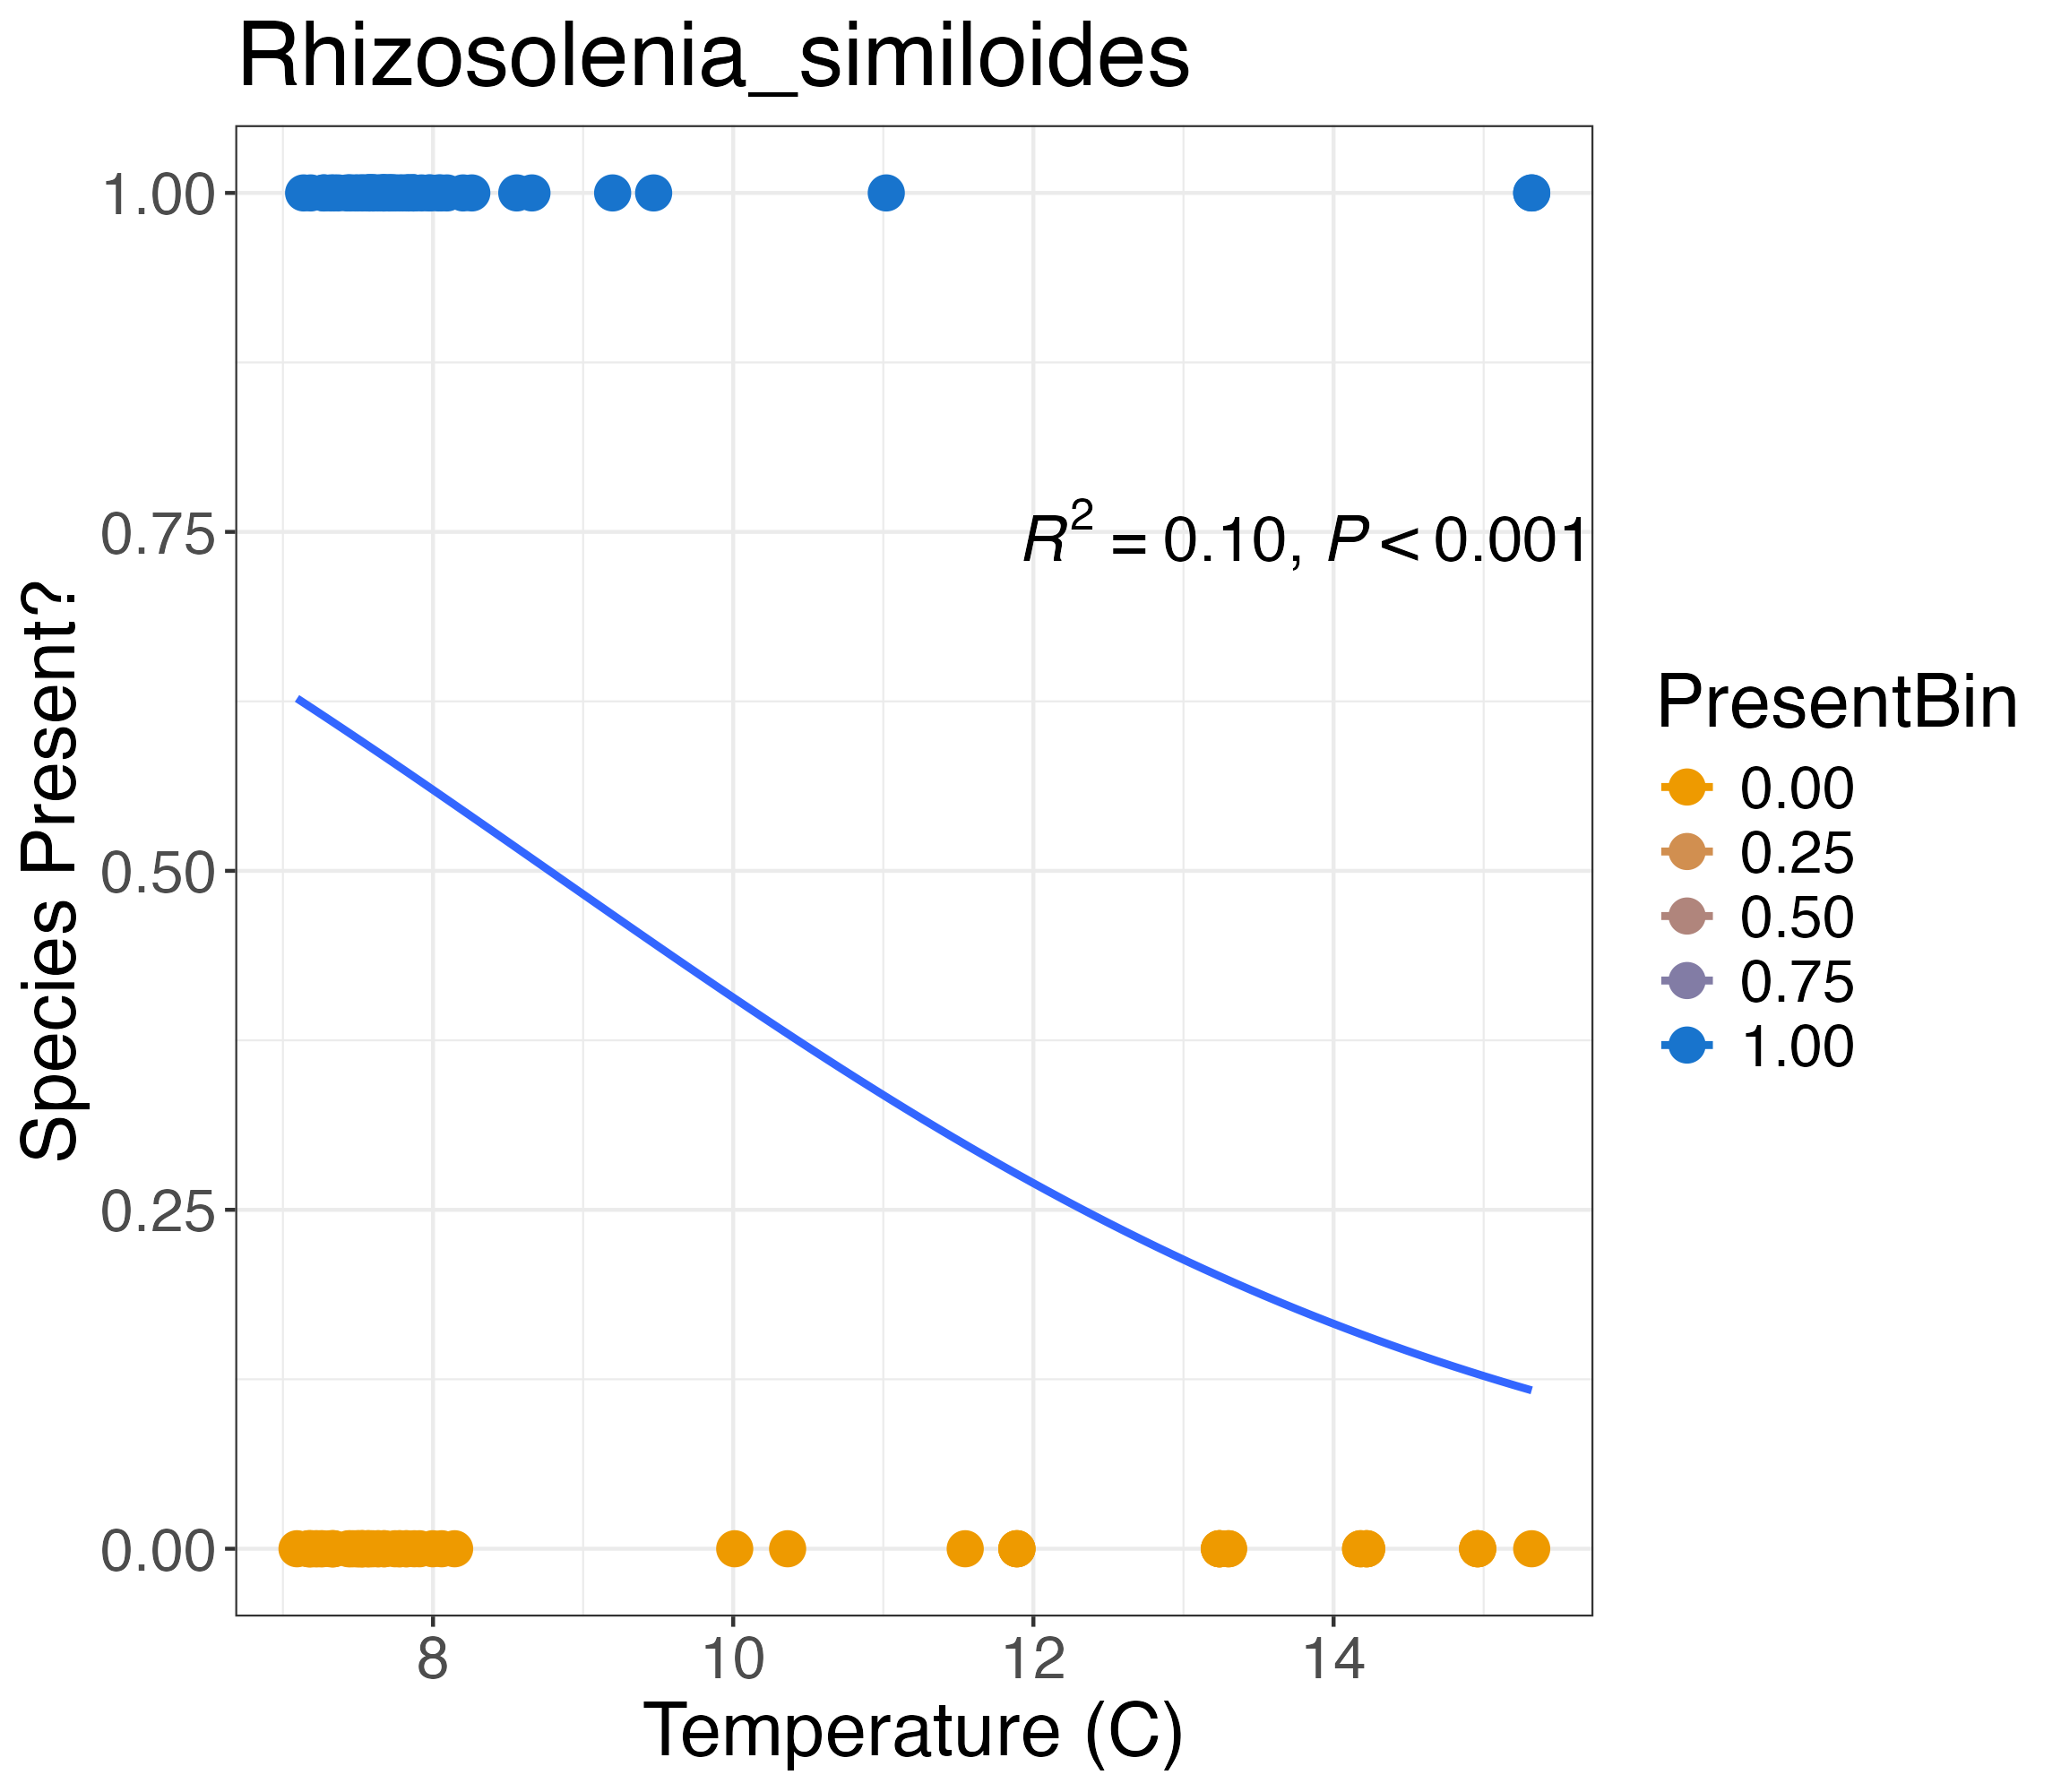 Rhizosolenia_similoides
1.00
0.75
0.50
0.25
0.00
Species Present?
R² = 0.10, P < 0.001
8 10 12 14
Temperature (C)
PresentBin
0.00
0.25
0.50
0.75
1.00